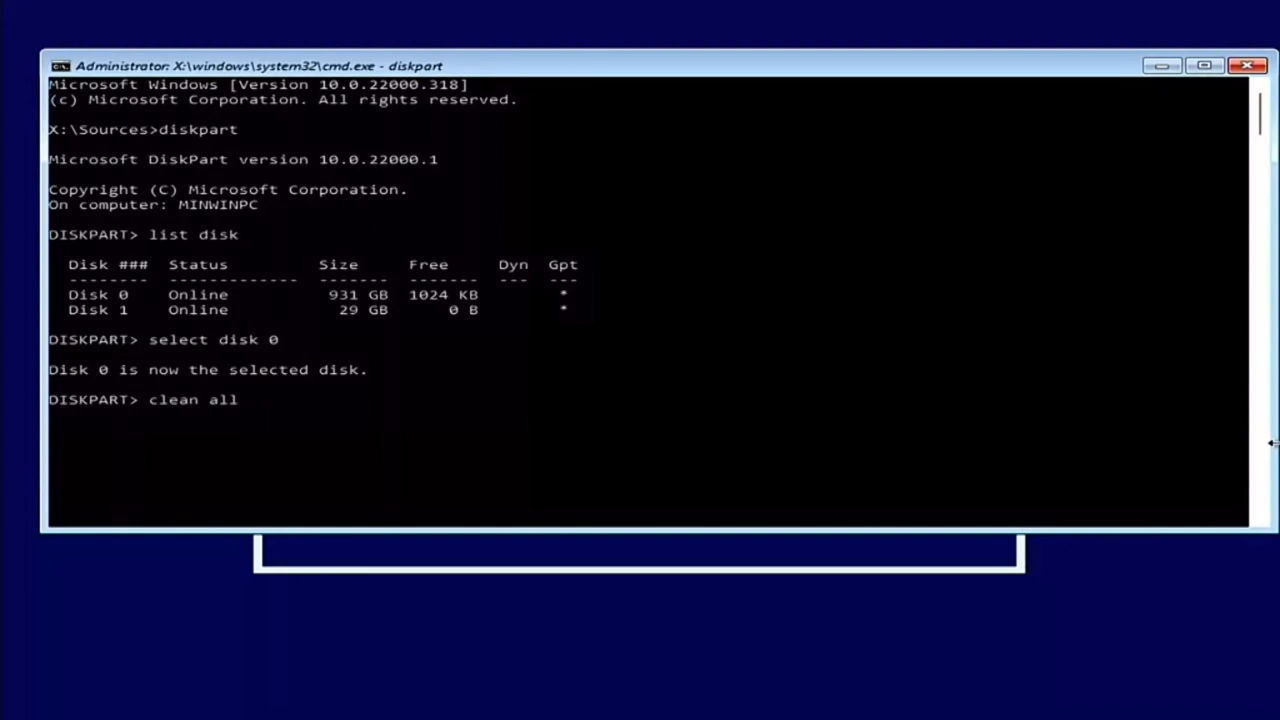 Administrator: X:\windows\system32\cmd.exe - diskpart
Microsoft Windows [Version 10.0.22000.318]
(c) Microsoft Corporation. All rights reserved.
X:\Sources>diskpart
Microsoft DiskPart version 10.0.22000.1
Copyright (C) Microsoft Corporation.
On computer: MINWINPC
DISKPART> list disk
  Disk ###  Status         Size     Free     Dyn  Gpt
  --------  -------------  -------  -------  ---  ---
  Disk 0    Online          931 GB  1024 KB        *
  Disk 1    Online           29 GB      0 B        *
DISKPART> select disk 0
Disk 0 is now the selected disk.
DISKPART> clean all